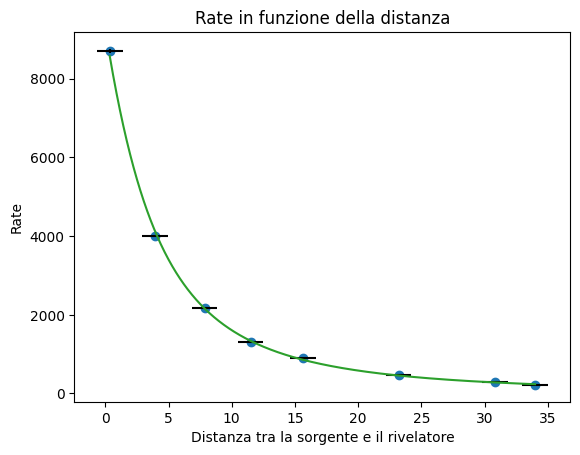 Rate in funzione della distanza
Rate
8000
6000
4000
2000
0
0 5 10 15 20 25 30 35
Distanza tra la sorgente e il rivelatore